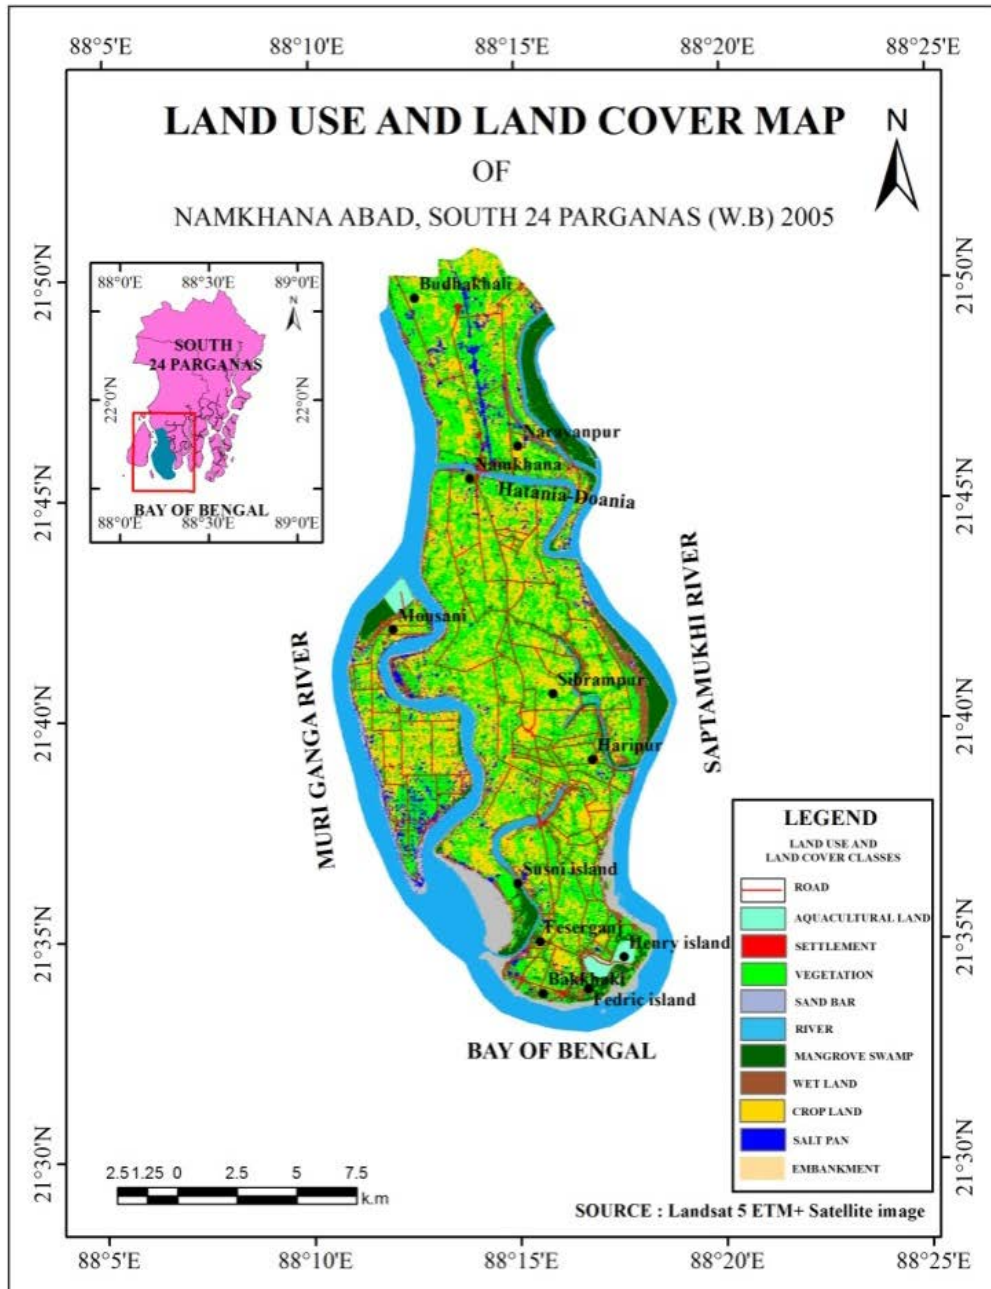 88°5'E 88°10'E 88°15'E 88°20'E 88°25'E
LAND USE AND LAND COVER MAP
OF
NAMKHANA ABAD, SOUTH 24 PARGANAS (W.B) 2005
N
21°50'N
21°45'N
21°40'N
21°35'N
21°30'N
88°0'E 88°30'E 89°0'E
N
SOUTH
24 PARGANAS
22°0'N
22°0'N
BAY OF BENGAL
88°0'E 88°30'E 89°0'E
Budhakhali
Narayanpur
Namkhana
Hatania-Doania
Mousani
Sibrampur
Haripur
Susni island
Feserganj
Henry island
Bakkhaki
Fedric island
MURI GANGA RIVER
SAPTAMUKHI RIVER
BAY OF BENGAL
21°50'N
21°45'N
21°40'N
21°35'N
21°30'N
LEGEND
LAND USE AND
LAND COVER CLASSES
ROAD
AQUACULTURAL LAND
SETTLEMENT
VEGETATION
SAND BAR
RIVER
MANGROVE SWAMP
WET LAND
CROP LAND
SALT PAN
EMBANKMENT
2.5 1.25 0 2.5 5 7.5
k.m
SOURCE : Landsat 5 ETM+ Satellite image
88°5'E 88°10'E 88°15'E 88°20'E 88°25'E